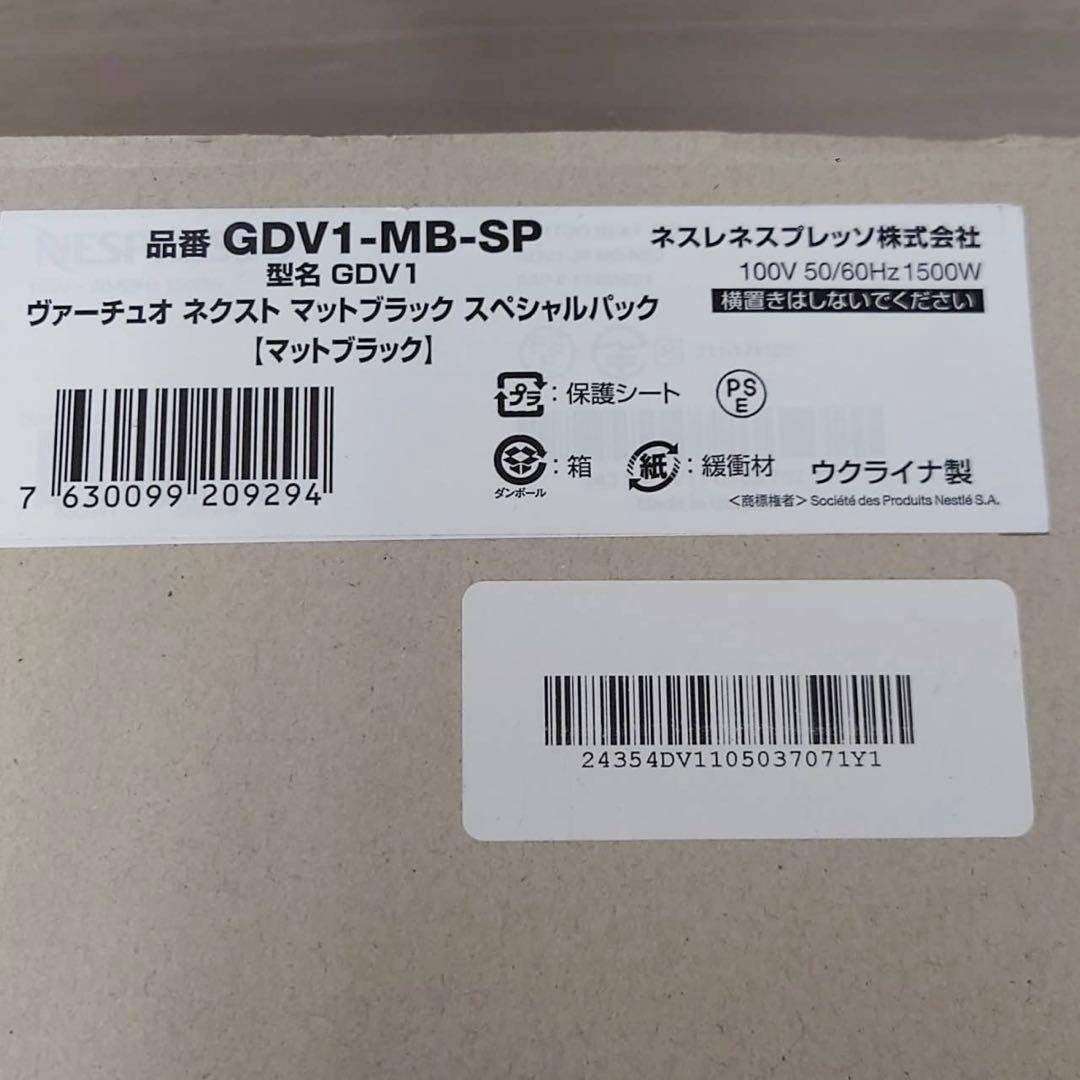 品番 GDV1-MB-SP
型名 GDV1
ヴァーチュオ ネクスト マットブラック スペシャルパック
【マットブラック】
7 630099 209294
ネスレネスプレッソ株式会社
100V 50/60Hz 1500W
横置きはしないでください
プラ : 保護シート
PS
E
ダンボール : 箱
紙 : 緩衝材
ウクライナ製
<商標権者> Société des Produits Nestlé S.A.
24354DV1105037071Y1